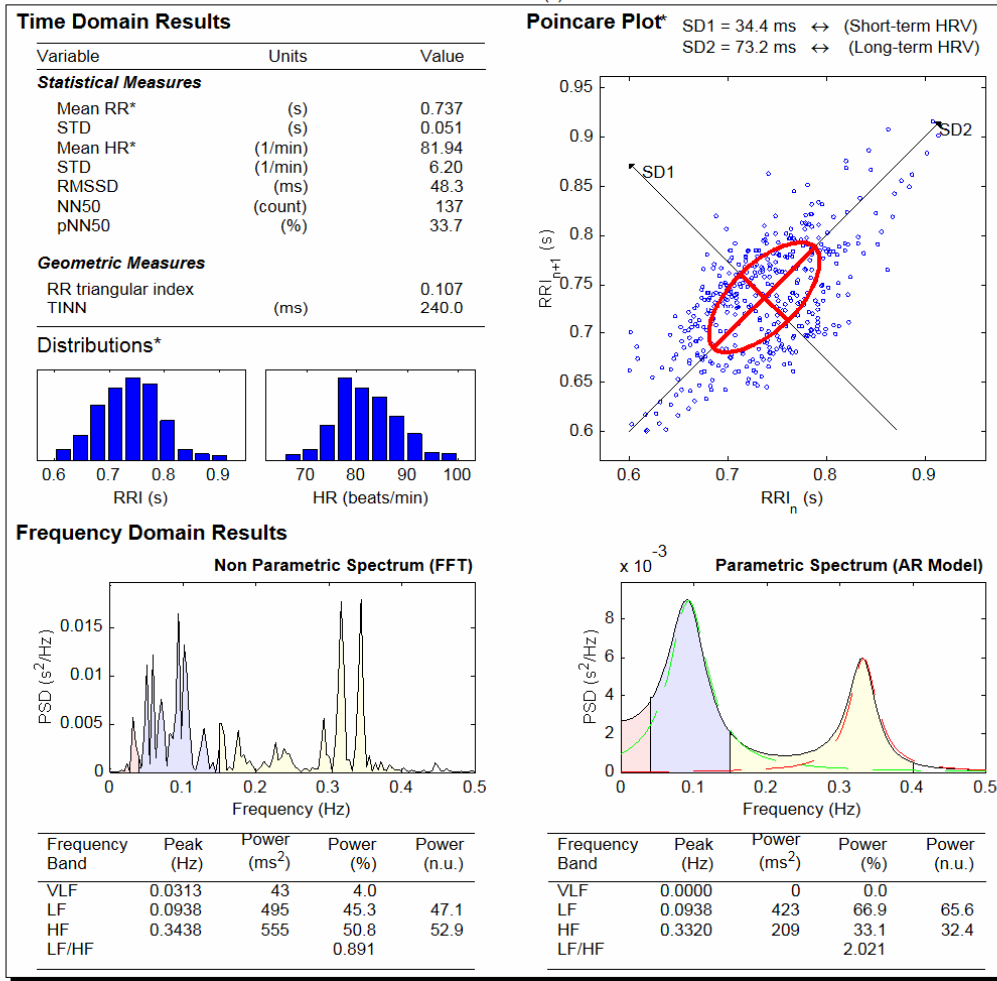 Time Domain Results
Variable Units Value
Statistical Measures
Mean RR* (s) 0.737
STD (s) 0.051
Mean HR* (1/min) 81.94
STD (1/min) 6.20
RMSSD (ms) 48.3
NN50 (count) 137
pNN50 (%) 33.7
Geometric Measures
RR triangular index 0.107
TINN (ms) 240.0
Distributions*
0.6 0.7 0.8 0.9
RRI (s)
70 80 90 100
HR (beats/min)
Poincare Plot*
SD1 = 34.4 ms ↔ (Short-term HRV)
SD2 = 73.2 ms ↔ (Long-term HRV)
0.95
0.9
0.85
0.8
0.75
0.7
0.65
0.6
RRIn+1 (s)
SD1
SD2
0.6 0.7 0.8 0.9
RRIn (s)
Frequency Domain Results
Non Parametric Spectrum (FFT)
0.015
0.01
0.005
0
PSD (s2/Hz)
0 0.1 0.2 0.3 0.4 0.5
Frequency (Hz)
x 10-3
Parametric Spectrum (AR Model)
8
6
4
2
0
PSD (s2/Hz)
0 0.1 0.2 0.3 0.4 0.5
Frequency (Hz)
Frequency Peak Power Power Power
Band (Hz) (ms2) (%) (n.u.)
VLF 0.0313 43 4.0
LF 0.0938 495 45.3 47.1
HF 0.3438 555 50.8 52.9
LF/HF 0.891
Frequency Peak Power Power Power
Band (Hz) (ms2) (%) (n.u.)
VLF 0.0000 0 0.0
LF 0.0938 423 66.9 65.6
HF 0.3320 209 33.1 32.4
LF/HF 2.021